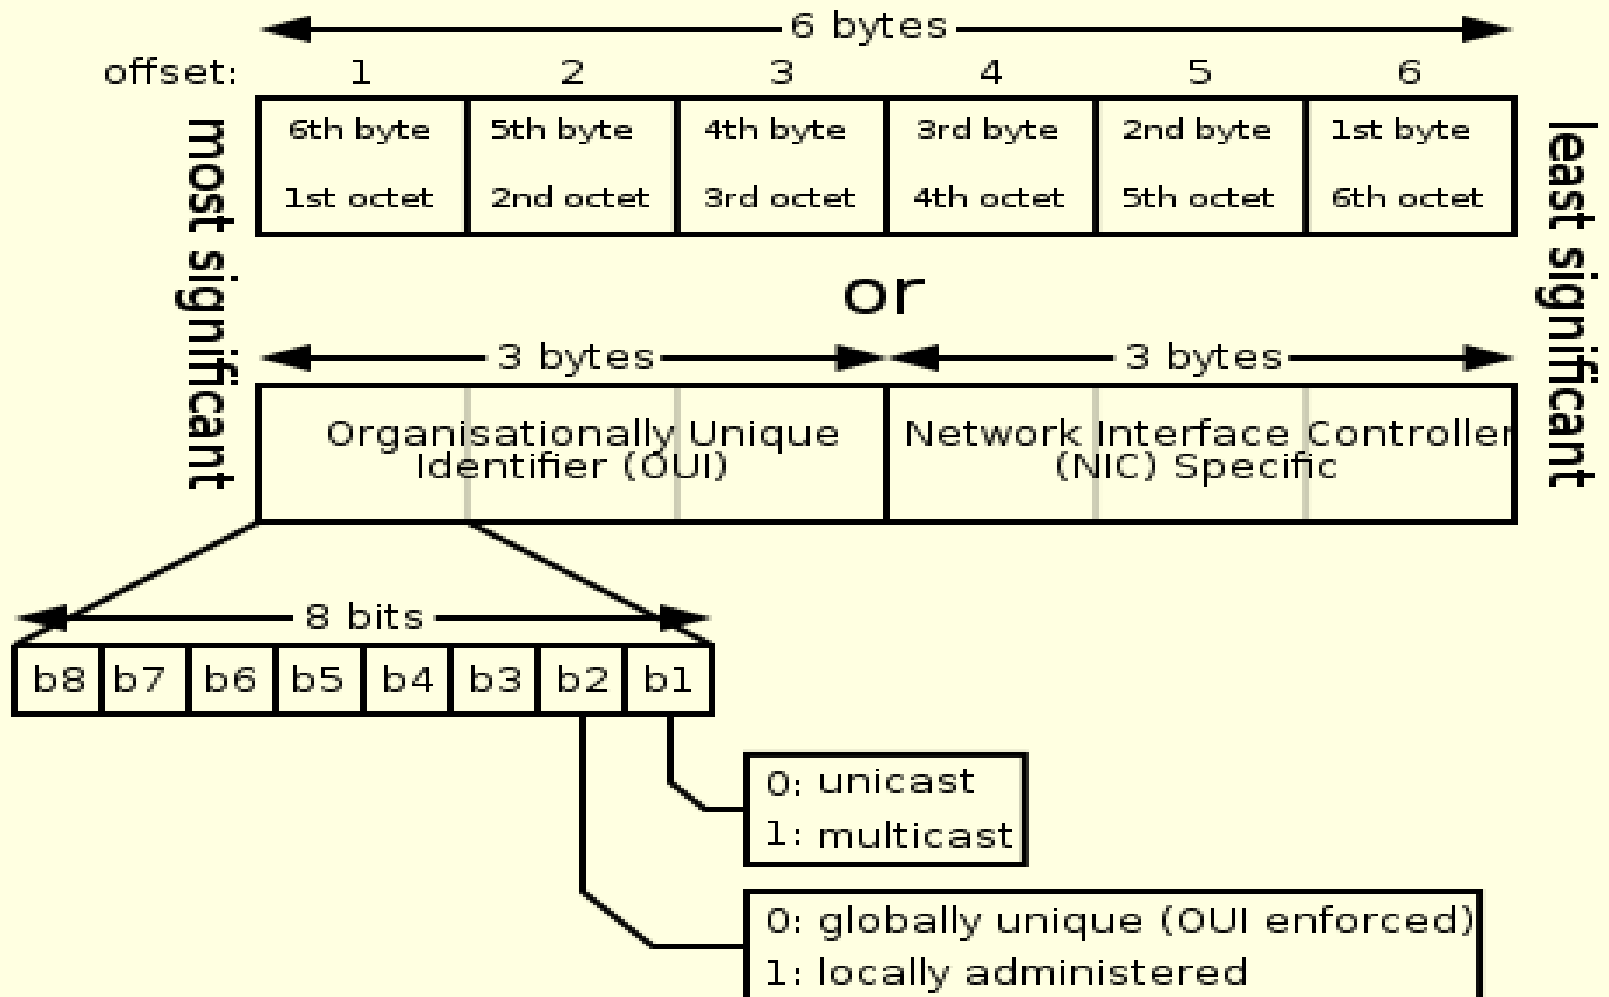 6 bytes
offset: 1 2 3 4 5 6
most significant
6th byte 5th byte 4th byte 3rd byte 2nd byte 1st byte
1st octet 2nd octet 3rd octet 4th octet 5th octet 6th octet
least significant
or
3 bytes 3 bytes
Organisationally Unique
Identifier (OUI)
Network Interface Controller
(NIC) Specific
8 bits
b8 b7 b6 b5 b4 b3 b2 b1
0: unicast
1: multicast
0: globally unique (OUI enforced)
1: locally administered